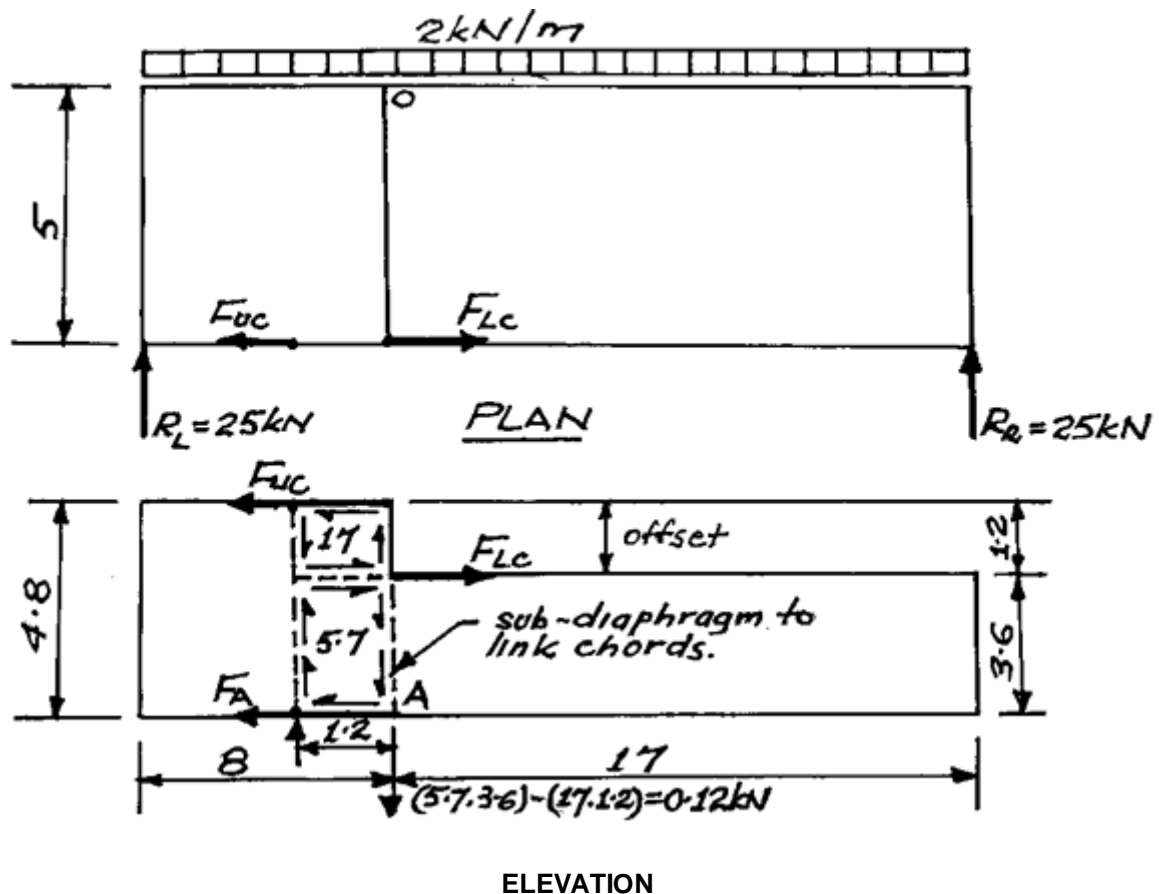 2kN/m
O
5
FUC
FLC
RL=25kN
PLAN
RR=25kN
FUC
17
FLC
offset
1.2
4.8
5.7
sub-diaphragm to
link chords.
3.6
FA
A
1.2
8
17
(5.7.3.6)-(17.1.2)=0.12kN
ELEVATION